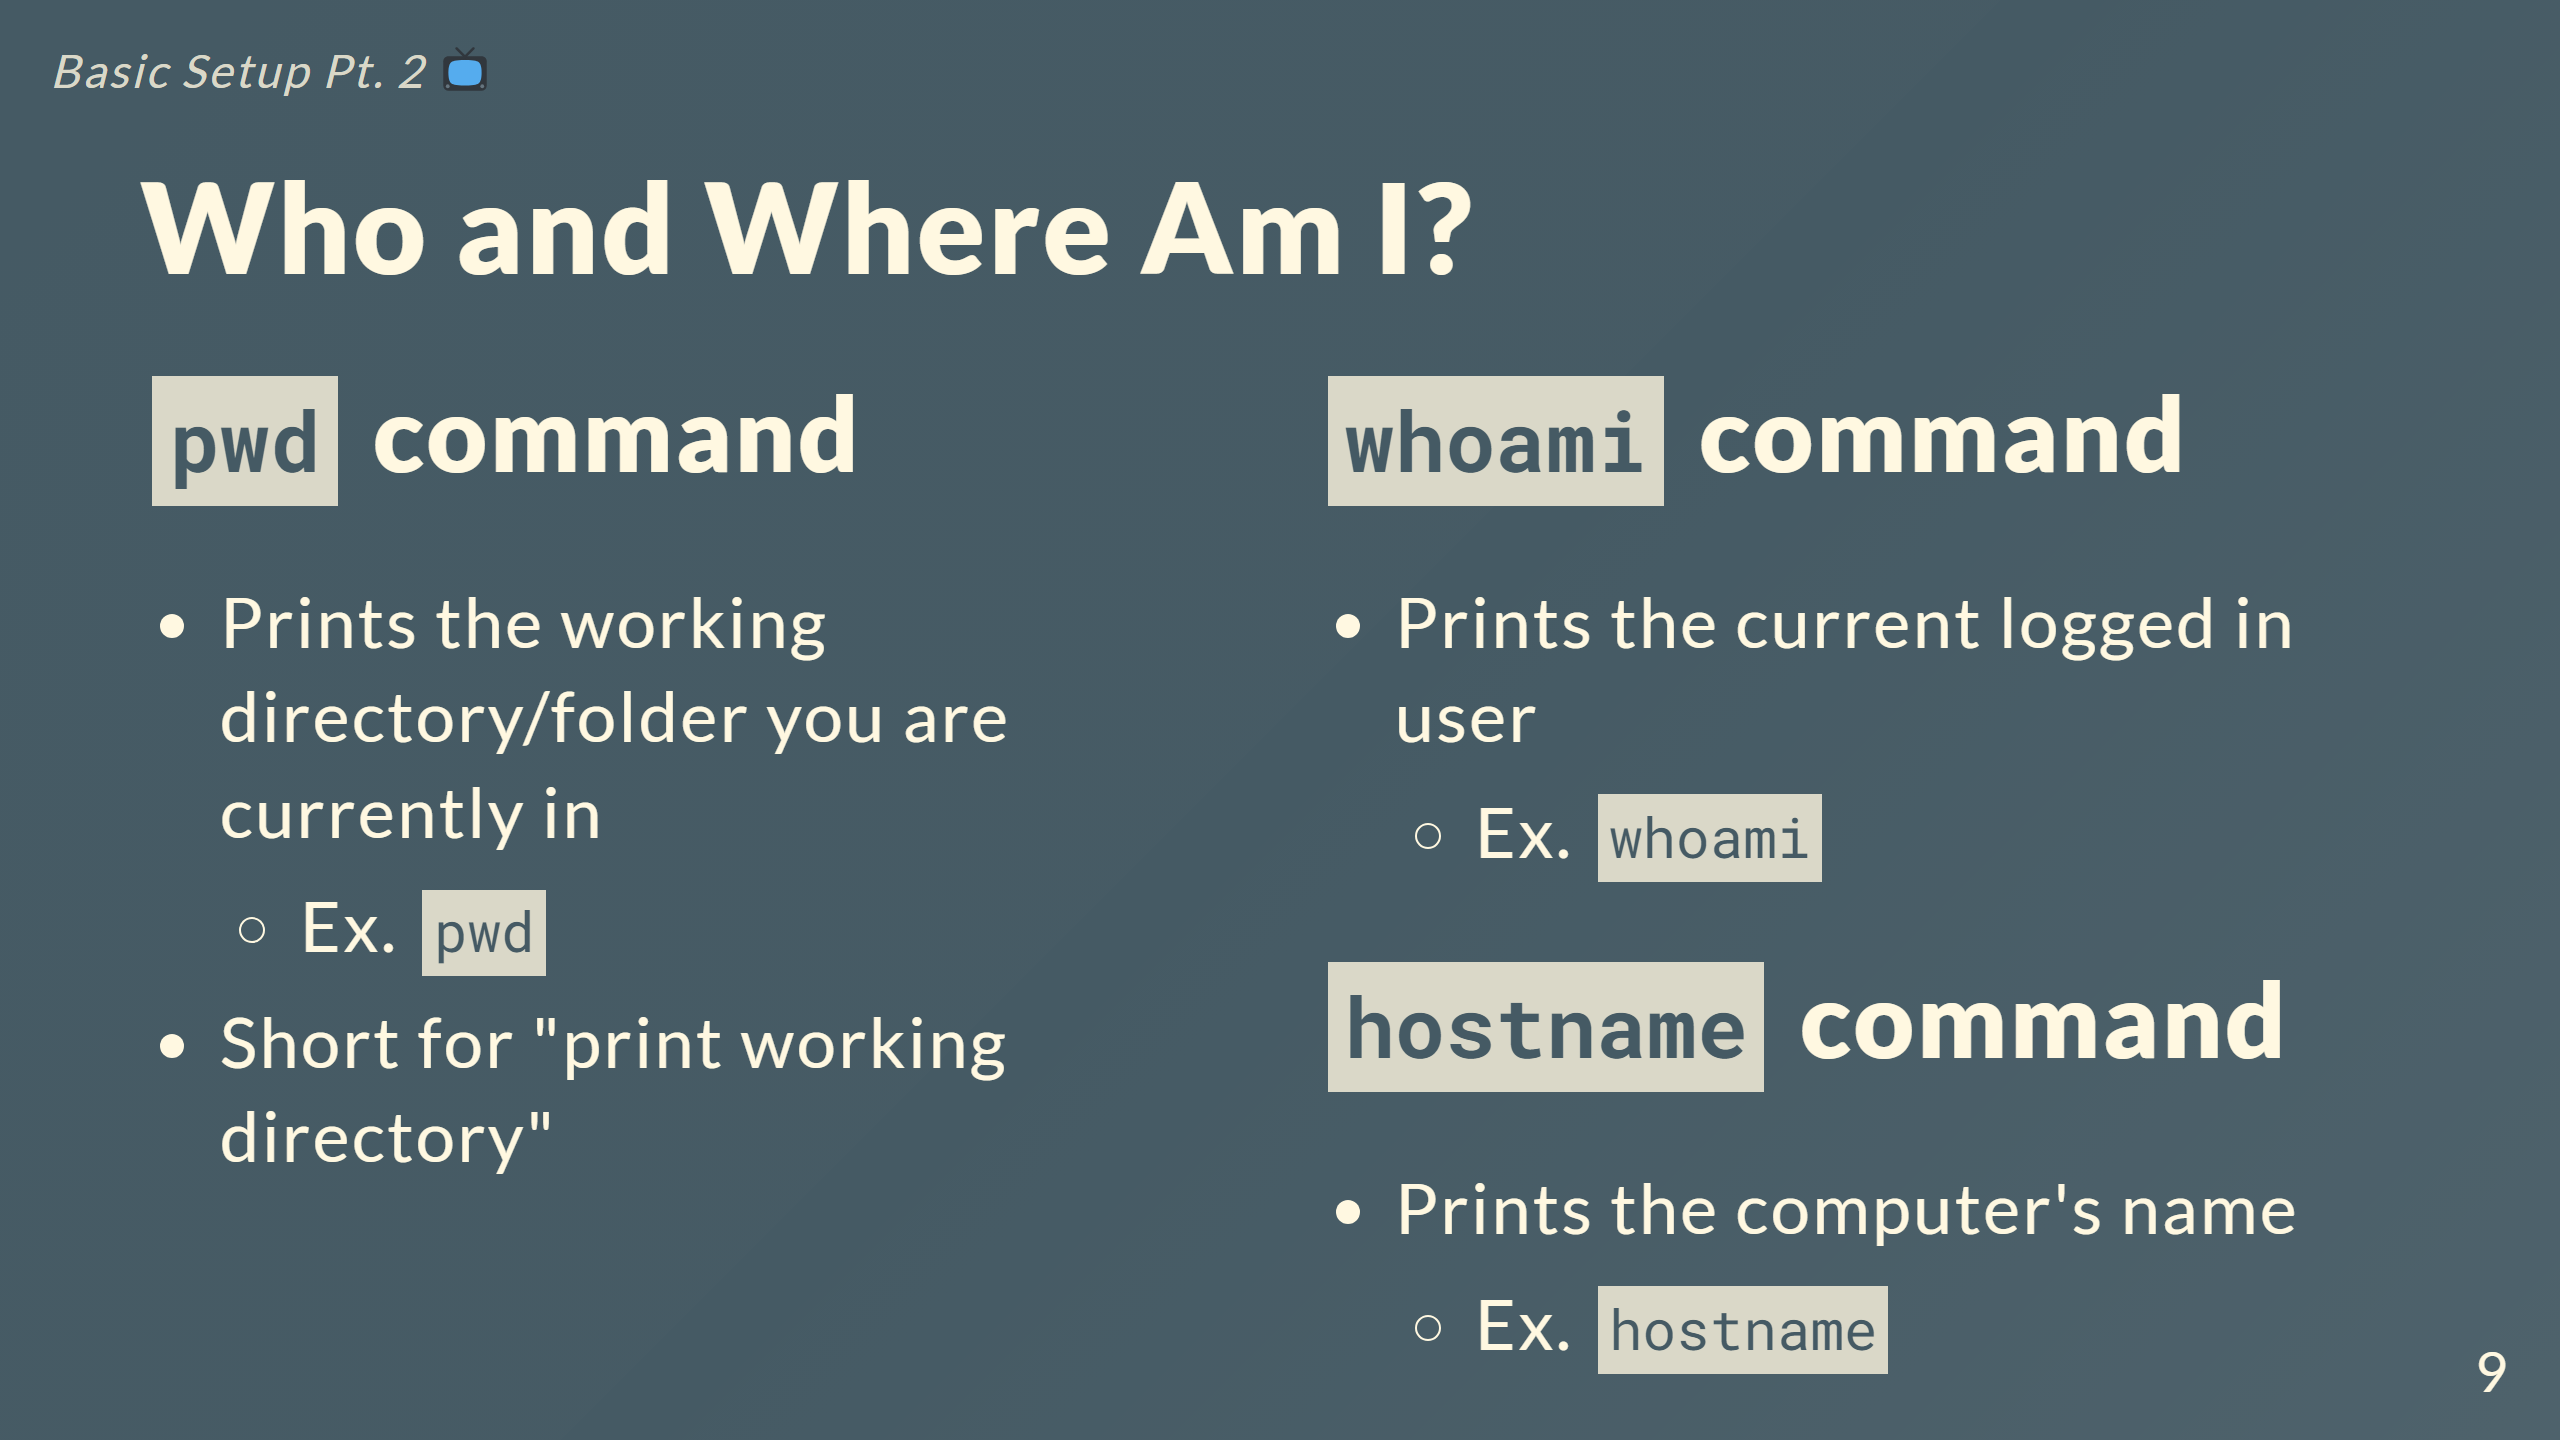 Basic Setup Pt. 2
Who and Where Am I?
pwd command
Prints the working
directory/folder you are
currently in
Ex. pwd
Short for "print working
directory"
whoami command
Prints the current logged in
user
Ex. whoami
hostname command
Prints the computer's name
Ex. hostname
9